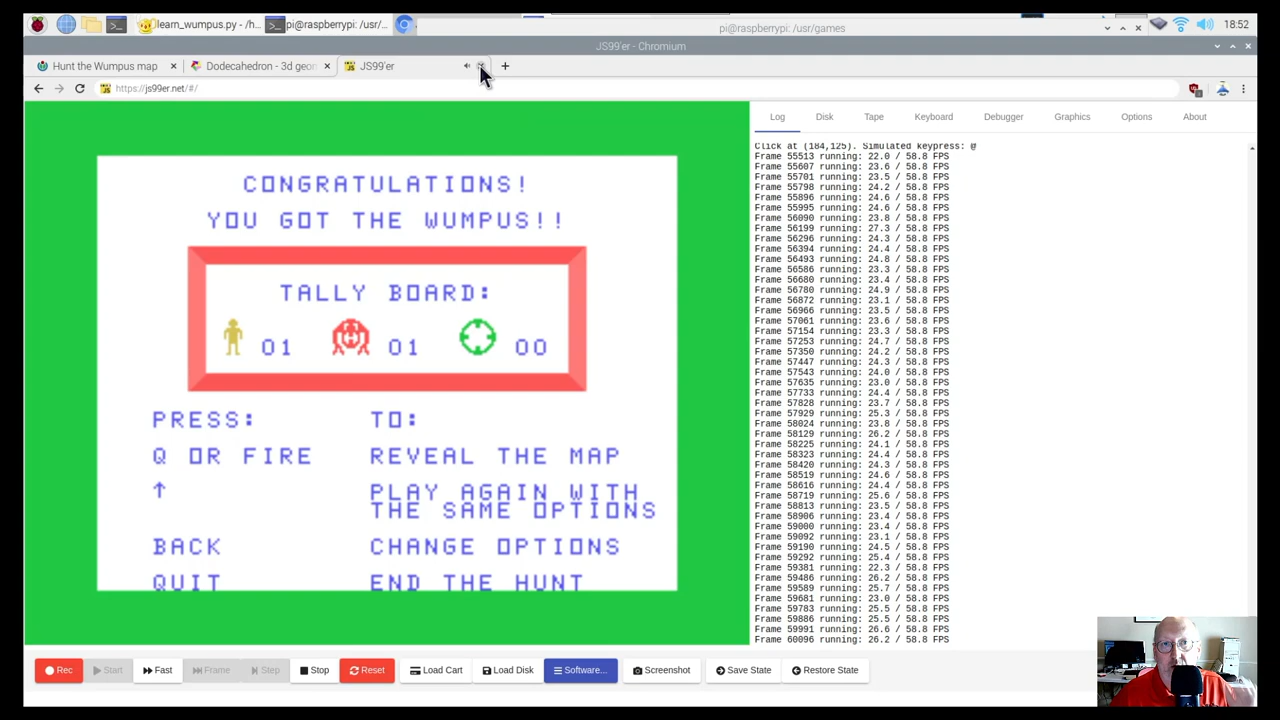 learn_wumpus.py - /h...
pi@raspberrypi: /usr/...
pi@raspberrypi: /usr/games
18:52
JS99'er - Chromium
Hunt the Wumpus map
Dodecahedron - 3d geon
JS99'er
https://js99er.net/#/
Log Disk Tape Keyboard Debugger Graphics Options About
CONGRATULATIONS!
YOU GOT THE WUMPUS!!
TALLY BOARD:
01 01 00
PRESS: TO:
Q OR FIRE REVEAL THE MAP
↑ PLAY AGAIN WITH
THE SAME OPTIONS
BACK CHANGE OPTIONS
QUIT END THE HUNT
Click at (184,125). Simulated keypress: @
Frame 55513 running: 22.0 / 58.8 FPS
Frame 55607 running: 23.6 / 58.8 FPS
Frame 55701 running: 23.5 / 58.8 FPS
Frame 55798 running: 24.2 / 58.8 FPS
Frame 55896 running: 24.6 / 58.8 FPS
Frame 55995 running: 24.6 / 58.8 FPS
Frame 56090 running: 23.8 / 58.8 FPS
Frame 56199 running: 27.3 / 58.8 FPS
Frame 56296 running: 24.3 / 58.8 FPS
Frame 56394 running: 24.4 / 58.8 FPS
Frame 56493 running: 24.8 / 58.8 FPS
Frame 56586 running: 23.3 / 58.8 FPS
Frame 56680 running: 23.4 / 58.8 FPS
Frame 56780 running: 24.9 / 58.8 FPS
Frame 56872 running: 23.1 / 58.8 FPS
Frame 56966 running: 23.5 / 58.8 FPS
Frame 57061 running: 23.6 / 58.8 FPS
Frame 57154 running: 23.3 / 58.8 FPS
Frame 57253 running: 24.7 / 58.8 FPS
Frame 57350 running: 24.2 / 58.8 FPS
Frame 57447 running: 24.3 / 58.8 FPS
Frame 57543 running: 24.0 / 58.8 FPS
Frame 57635 running: 23.0 / 58.8 FPS
Frame 57733 running: 24.4 / 58.8 FPS
Frame 57828 running: 23.7 / 58.8 FPS
Frame 57929 running: 25.3 / 58.8 FPS
Frame 58024 running: 23.8 / 58.8 FPS
Frame 58129 running: 26.2 / 58.8 FPS
Frame 58225 running: 24.1 / 58.8 FPS
Frame 58323 running: 24.4 / 58.8 FPS
Frame 58420 running: 24.3 / 58.8 FPS
Frame 58519 running: 24.6 / 58.8 FPS
Frame 58616 running: 24.4 / 58.8 FPS
Frame 58719 running: 25.6 / 58.8 FPS
Frame 58813 running: 23.5 / 58.8 FPS
Frame 58906 running: 23.4 / 58.8 FPS
Frame 59000 running: 23.4 / 58.8 FPS
Frame 59092 running: 23.1 / 58.8 FPS
Frame 59190 running: 24.5 / 58.8 FPS
Frame 59292 running: 25.4 / 58.8 FPS
Frame 59381 running: 22.3 / 58.8 FPS
Frame 59486 running: 26.2 / 58.8 FPS
Frame 59589 running: 25.7 / 58.8 FPS
Frame 59681 running: 23.0 / 58.8 FPS
Frame 59783 running: 25.5 / 58.8 FPS
Frame 59886 running: 25.5 / 58.8 FPS
Frame 59991 running: 26.6 / 58.8 FPS
Frame 60096 running: 26.2 / 58.8 FPS
Rec Start Fast Frame Step Stop Reset Load Cart Load Disk Software... Screenshot Save State Restore State